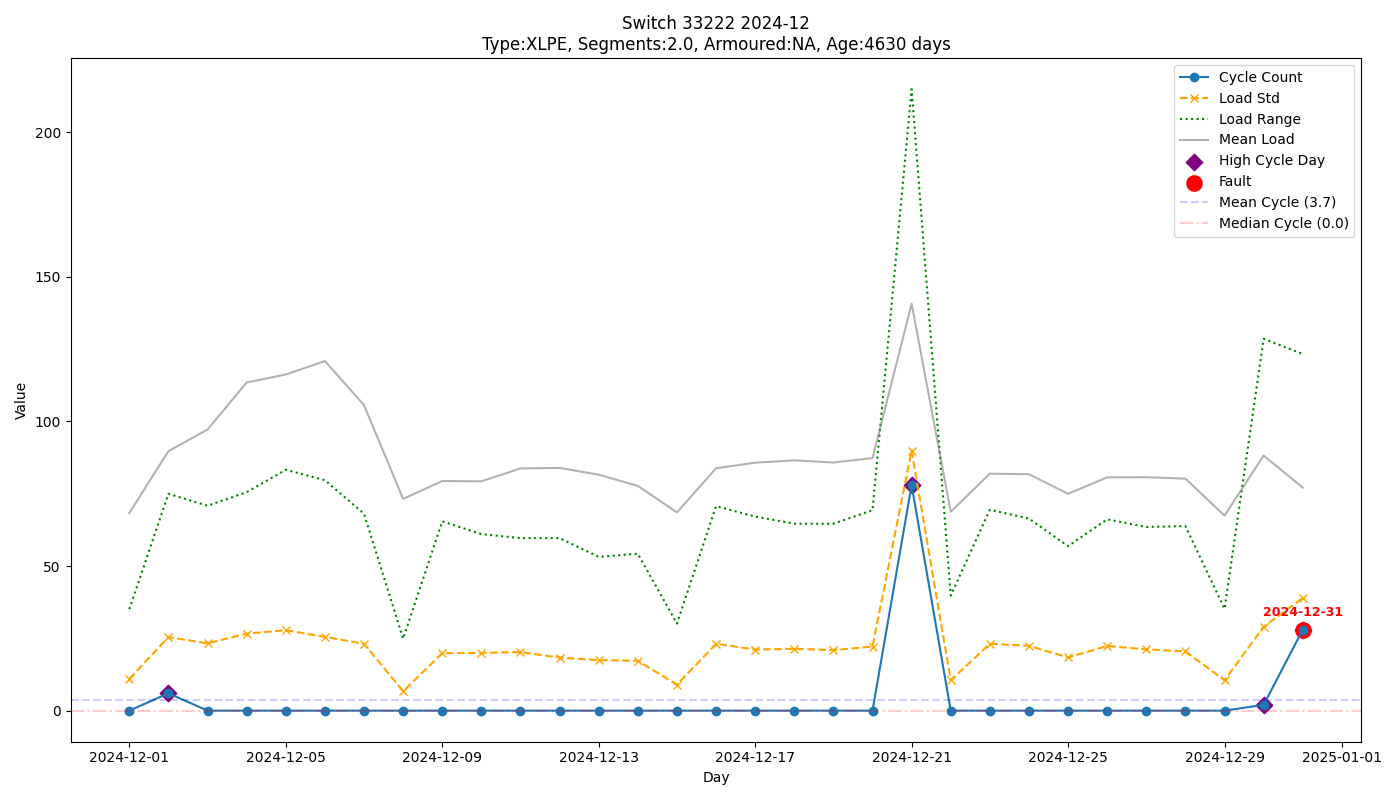 Switch 33222 2024-12
Type:XLPE, Segments:2.0, Armoured:NA, Age:4630 days
Cycle Count
Load Std
Load Range
Mean Load
High Cycle Day
Fault
Mean Cycle (3.7)
Median Cycle (0.0)
Value
200
150
100
50
0
2024-12-31
2024-12-01
2024-12-05
2024-12-09
2024-12-13
2024-12-17
2024-12-21
2024-12-25
2024-12-29
2025-01-01
Day